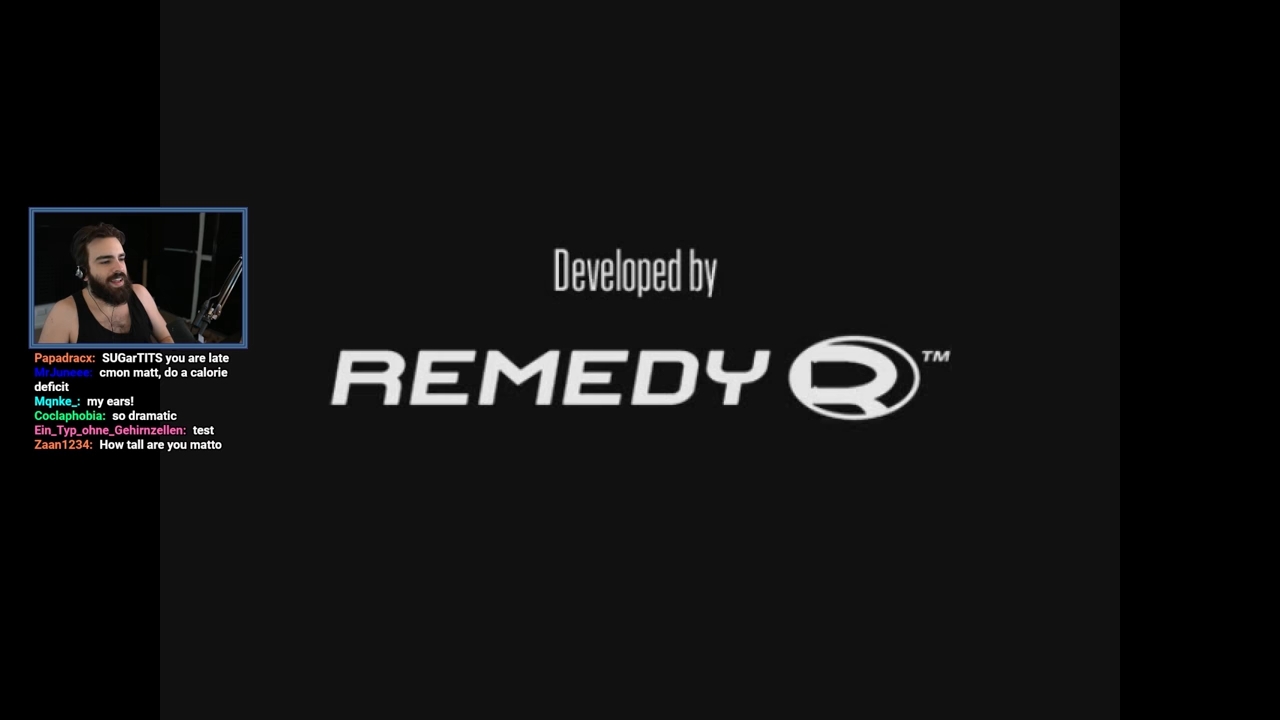 Developed by
REMEDY R™
Papadracx: SUGarTITS you are late
MrJuneee: cmon matt, do a calorie
deficit
Mqnke_: my ears!
Coclaphobia: so dramatic
Ein_Typ_ohne_Gehirnzellen: test
Zaan1234: How tall are you matto